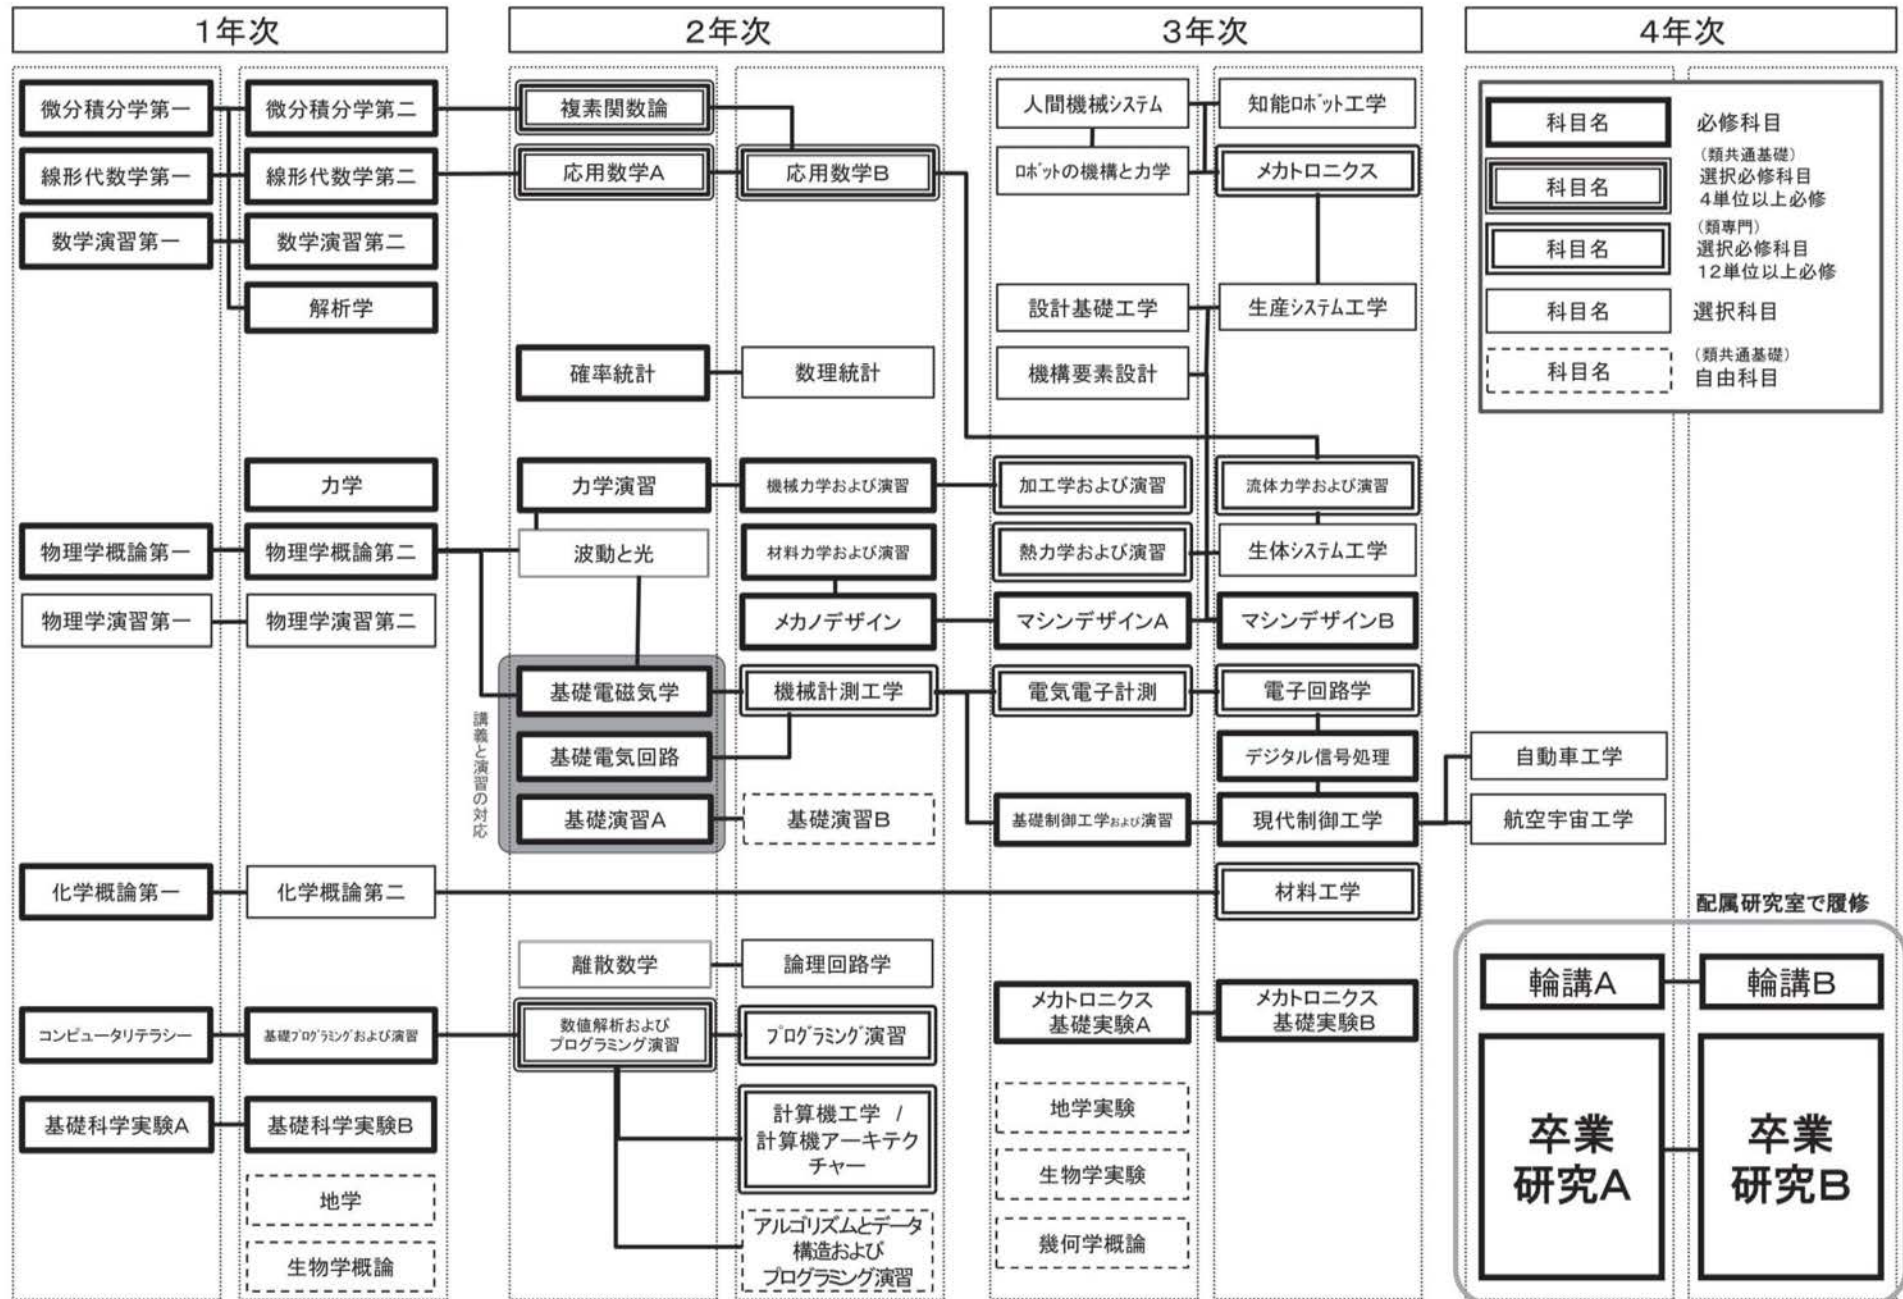 1年次
2年次
3年次
4年次
微分積分学第一
線形代数学第一
数学演習第一
物理学概論第一
物理学演習第一
化学概論第一
コンピュータリテラシー
基礎科学実験A
微分積分学第二
線形代数学第二
数学演習第二
解析学
力学
物理学概論第二
物理学演習第二
化学概論第二
基礎プログラミングおよび演習
基礎科学実験B
地学
生物学概論
複素関数論
応用数学A
確率統計
力学演習
波動と光
講義と演習の対応
基礎電磁気学
基礎電気回路
基礎演習A
離散数学
数値解析および
プログラミング演習
応用数学B
数理統計
機械力学および演習
材料力学および演習
メカノデザイン
機械計測工学
基礎演習B
論理回路学
プログラミング演習
計算機工学 /
計算機アーキテク
チャー
アルゴリズムとデータ
構造および
プログラミング演習
人間機械システム
ロボットの機構と力学
設計基礎工学
機構要素設計
加工学および演習
熱力学および演習
マシンデザインA
電気電子計測
基礎制御工学および演習
メカトロニクス
基礎実験A
地学実験
生物学実験
幾何学概論
知能ロボット工学
メカトロニクス
生産システム工学
流体力学および演習
生体システム工学
マシンデザインB
電子回路学
デジタル信号処理
現代制御工学
材料工学
メカトロニクス
基礎実験B
科目名
必修科目
科目名
(類共通基礎)
選択必修科目
4単位以上必修
科目名
(類専門)
選択必修科目
12単位以上必修
科目名
選択科目
科目名
(類共通基礎)
自由科目
自動車工学
航空宇宙工学
配属研究室で履修
輪講A
輪講B
卒業
研究A
卒業
研究B